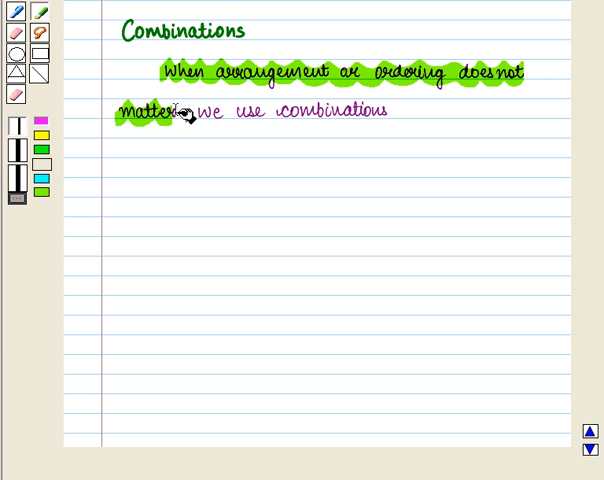 Combinations
When arrangement or ordering does not
matter, we use combinations